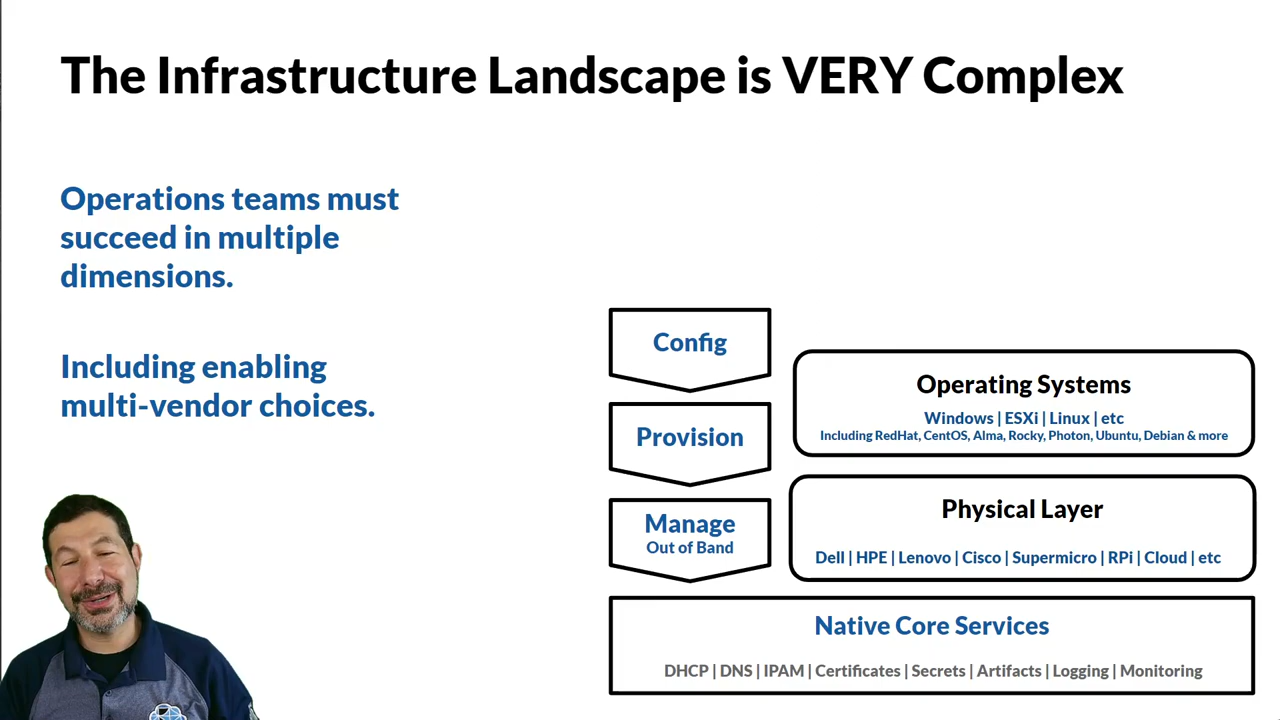 The Infrastructure Landscape is VERY Complex
Operations teams must
succeed in multiple
dimensions.
Including enabling
multi-vendor choices.
Config
Provision
Manage
Out of Band
Operating Systems
Windows | ESXi | Linux | etc
Including RedHat, CentOS, Alma, Rocky, Photon, Ubuntu, Debian & more
Physical Layer
Dell | HPE | Lenovo | Cisco | Supermicro | RPi | Cloud | etc
Native Core Services
DHCP | DNS | IPAM | Certificates | Secrets | Artifacts | Logging | Monitoring